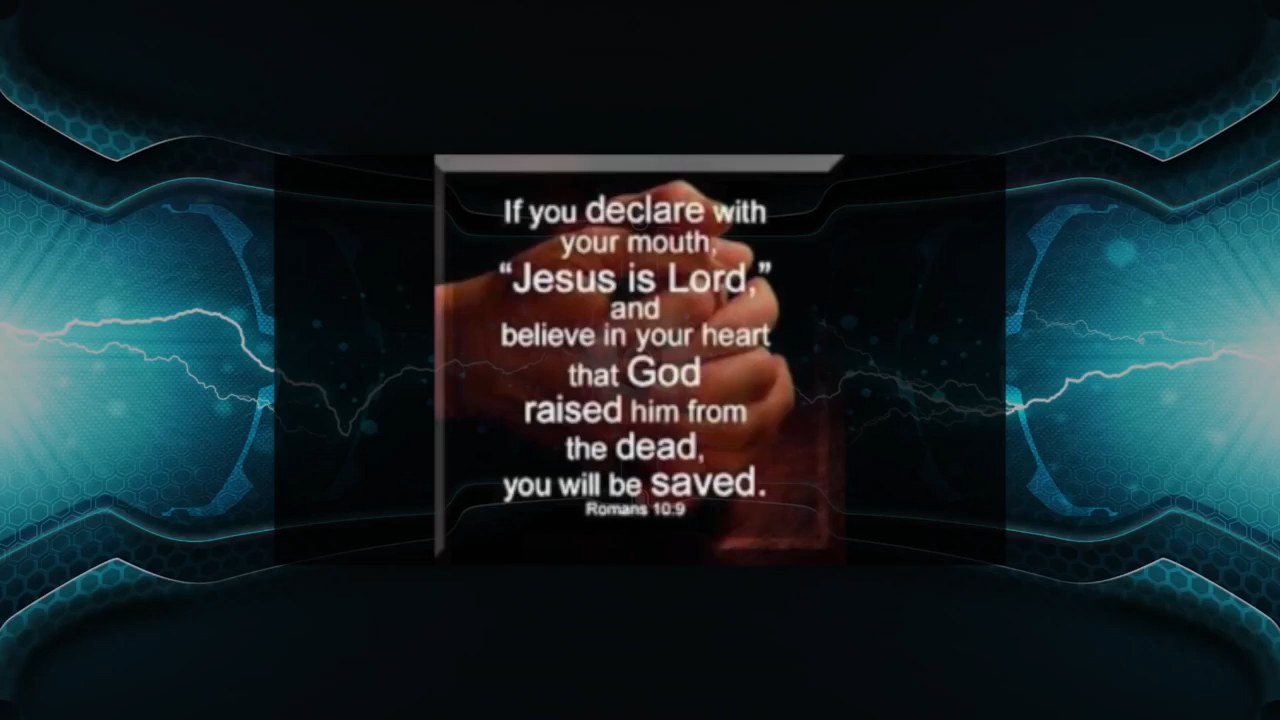 If you declare with
your mouth,
“Jesus is Lord,”
and
believe in your heart
that God
raised him from
the dead,
you will be saved.
Romans 10:9